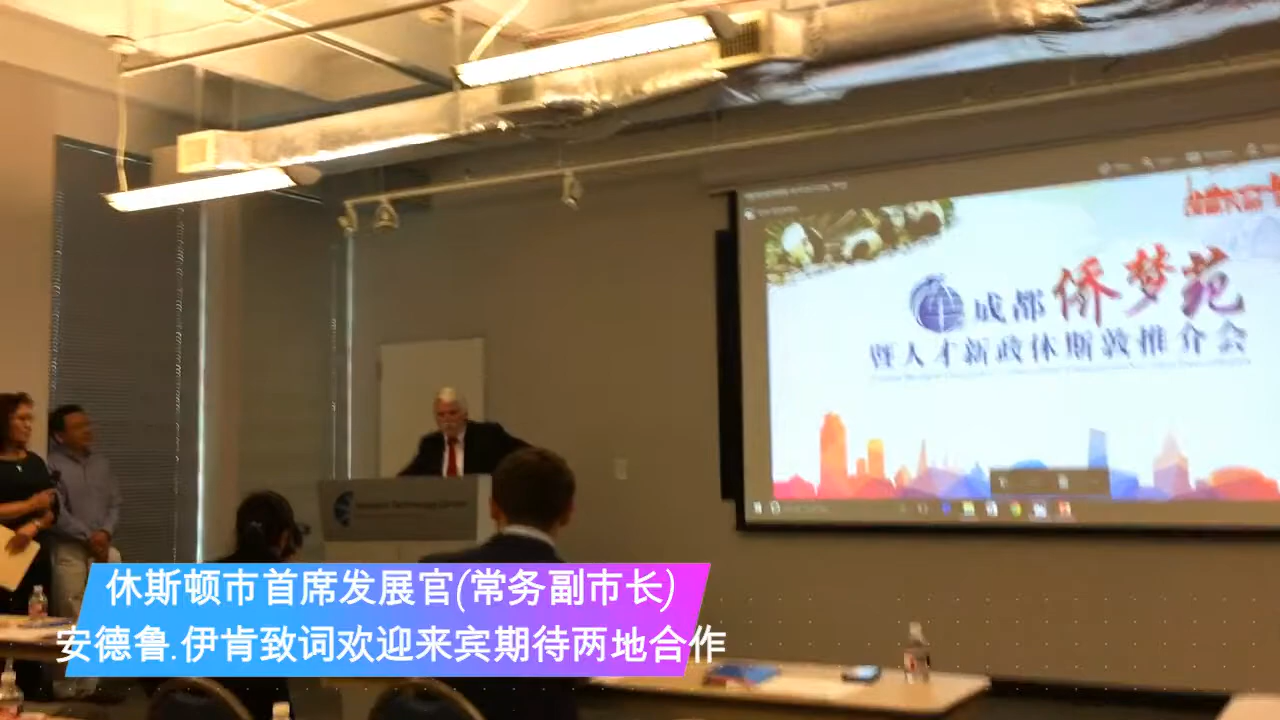 成都侨梦苑
暨人才新政休斯敦推介会
休斯顿市首席发展官(常务副市长)
安德鲁.伊肯致词欢迎来宾期待两地合作